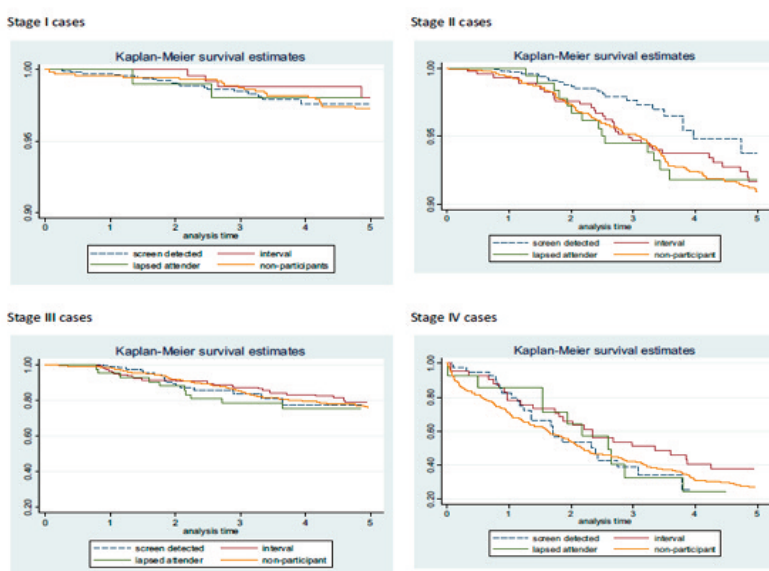 Stage I cases
Kaplan-Meier survival estimates
1.00
0.95
0.90
0 1 2 3 4 5
analysis time
screen detected interval
lapsed attender non-participants
Stage II cases
Kaplan-Meier survival estimates
1.00
0.95
0.90
0 1 2 3 4 5
analysis time
screen detected interval
lapsed attender non-participant
Stage III cases
Kaplan-Meier survival estimates
1.00
0.80
0.60
0.40
0.20
0 1 2 3 4 5
analysis time
screen detected interval
lapsed attender non-participant
Stage IV cases
Kaplan-Meier survival estimates
1.00
0.80
0.60
0.40
0.20
0 1 2 3 4 5
analysis time
screen detected interval
lapsed attender non-participant